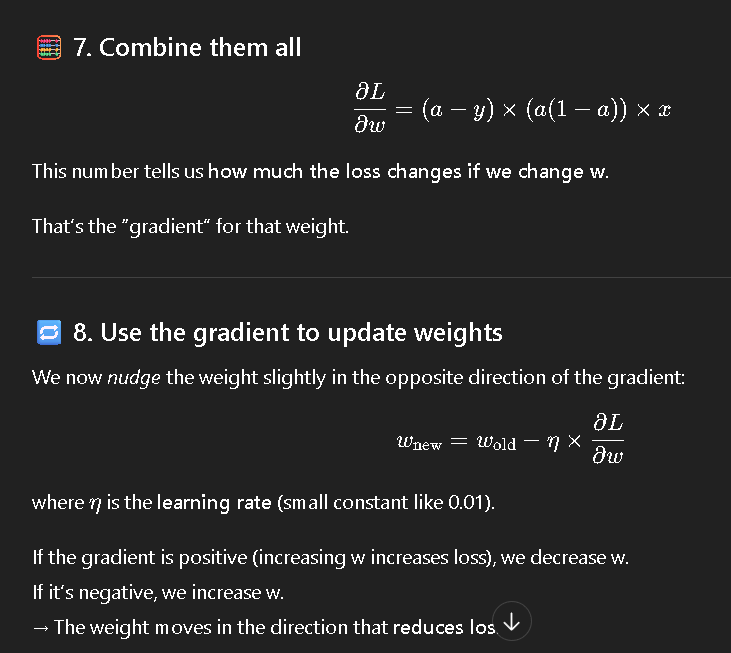 7. Combine them all
∂L/∂w = (a − y) × (a(1 − a)) × x
This number tells us how much the loss changes if we change w.
That's the "gradient" for that weight.
8. Use the gradient to update weights
We now nudge the weight slightly in the opposite direction of the gradient:
w_new = w_old − η × ∂L/∂w
where η is the learning rate (small constant like 0.01).
If the gradient is positive (increasing w increases loss), we decrease w.
If it's negative, we increase w.
→ The weight moves in the direction that reduces los